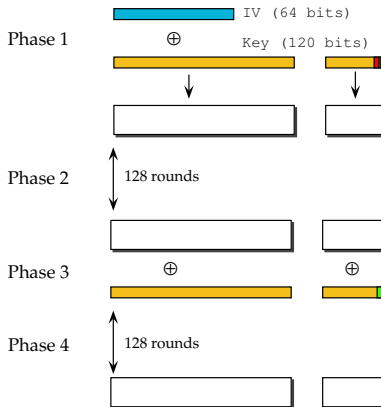 IV (64 bits)
Phase 1
⊕
Key (120 bits)
Phase 2
128 rounds
Phase 3
⊕ ⊕
Phase 4
128 rounds